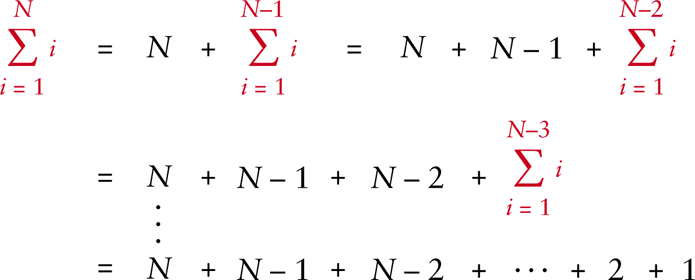 ∑_{i = 1}^{N} i = N + ∑_{i = 1}^{N–1} i = N + N – 1 + ∑_{i = 1}^{N–2} i
= N + N – 1 + N – 2 + ∑_{i = 1}^{N–3} i
⋮
= N + N – 1 + N – 2 + ⋯ + 2 + 1